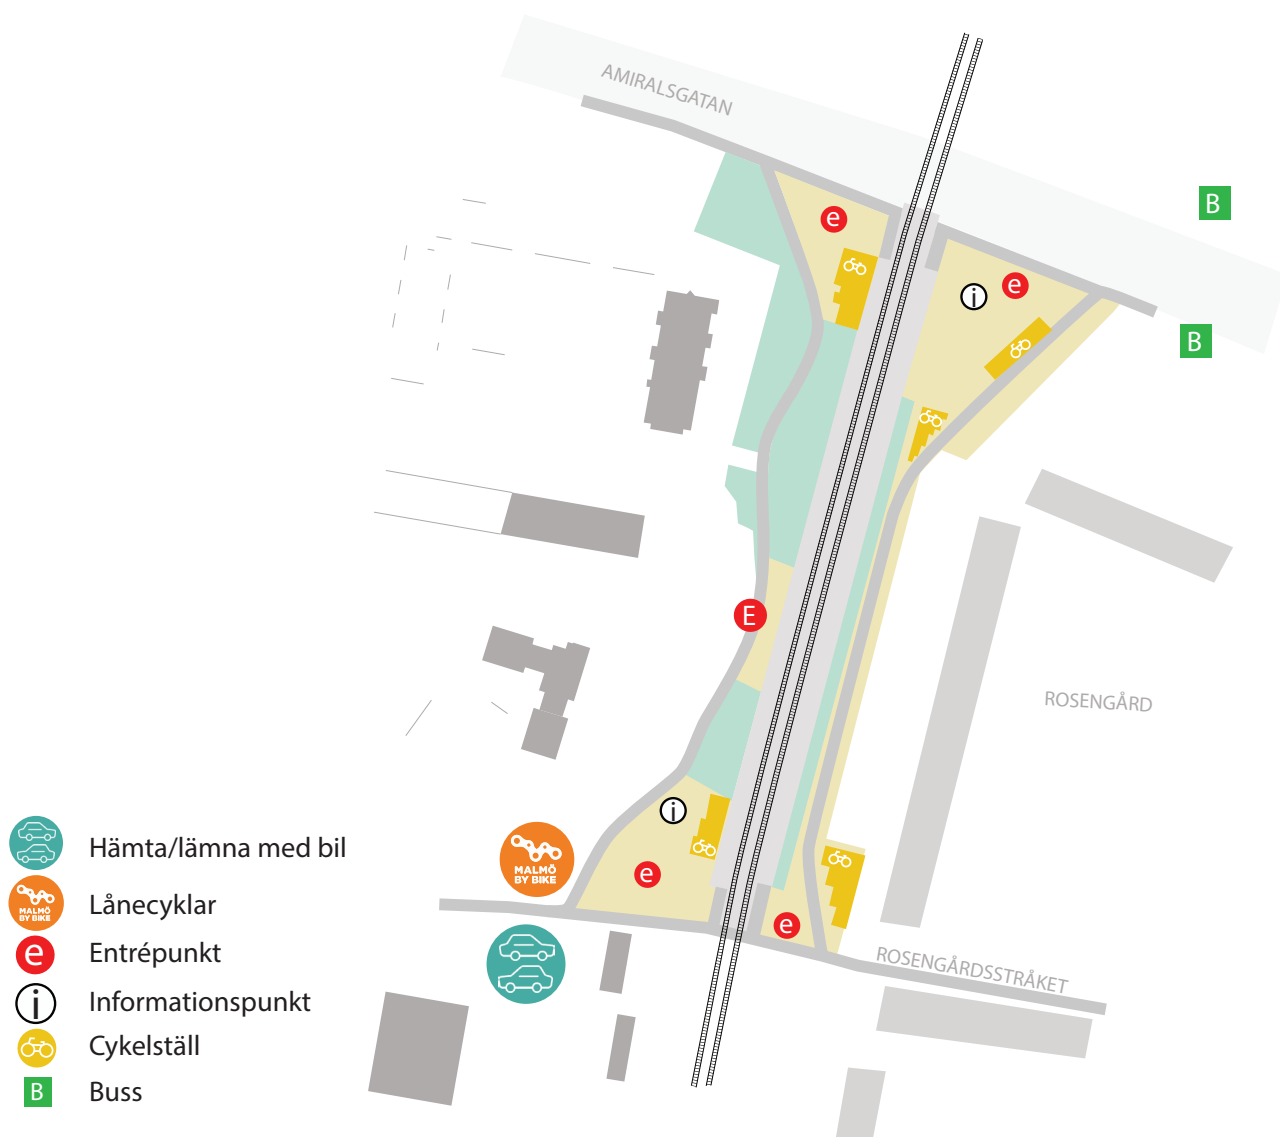 AMIRALSGATAN
B
e
e
i
B
E
ROSENGÅRD
i
MALMÖ
BY BIKE
e
e
ROSENGÅRDSSTRÅKET
Hämta/lämna med bil
MALMÖ
BY BIKE
Lånecyklar
e Entrépunkt
i Informationspunkt
Cykelställ
B Buss